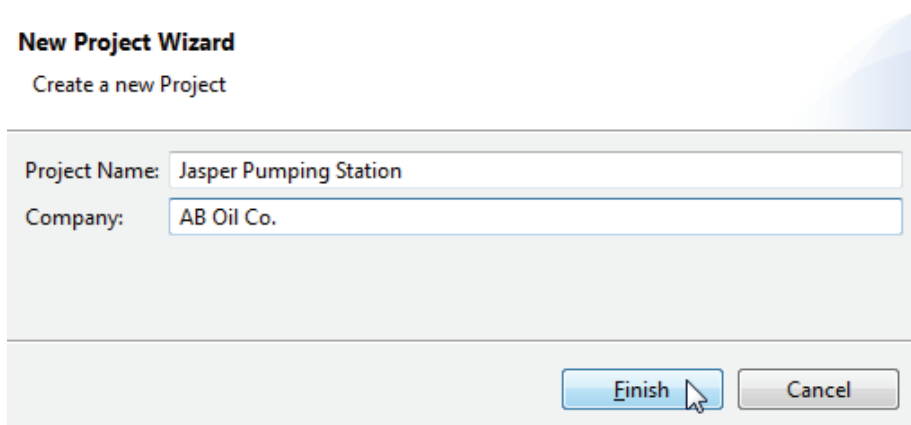 New Project Wizard
Create a new Project
Project Name: Jasper Pumping Station
Company: AB Oil Co.
Finish Cancel